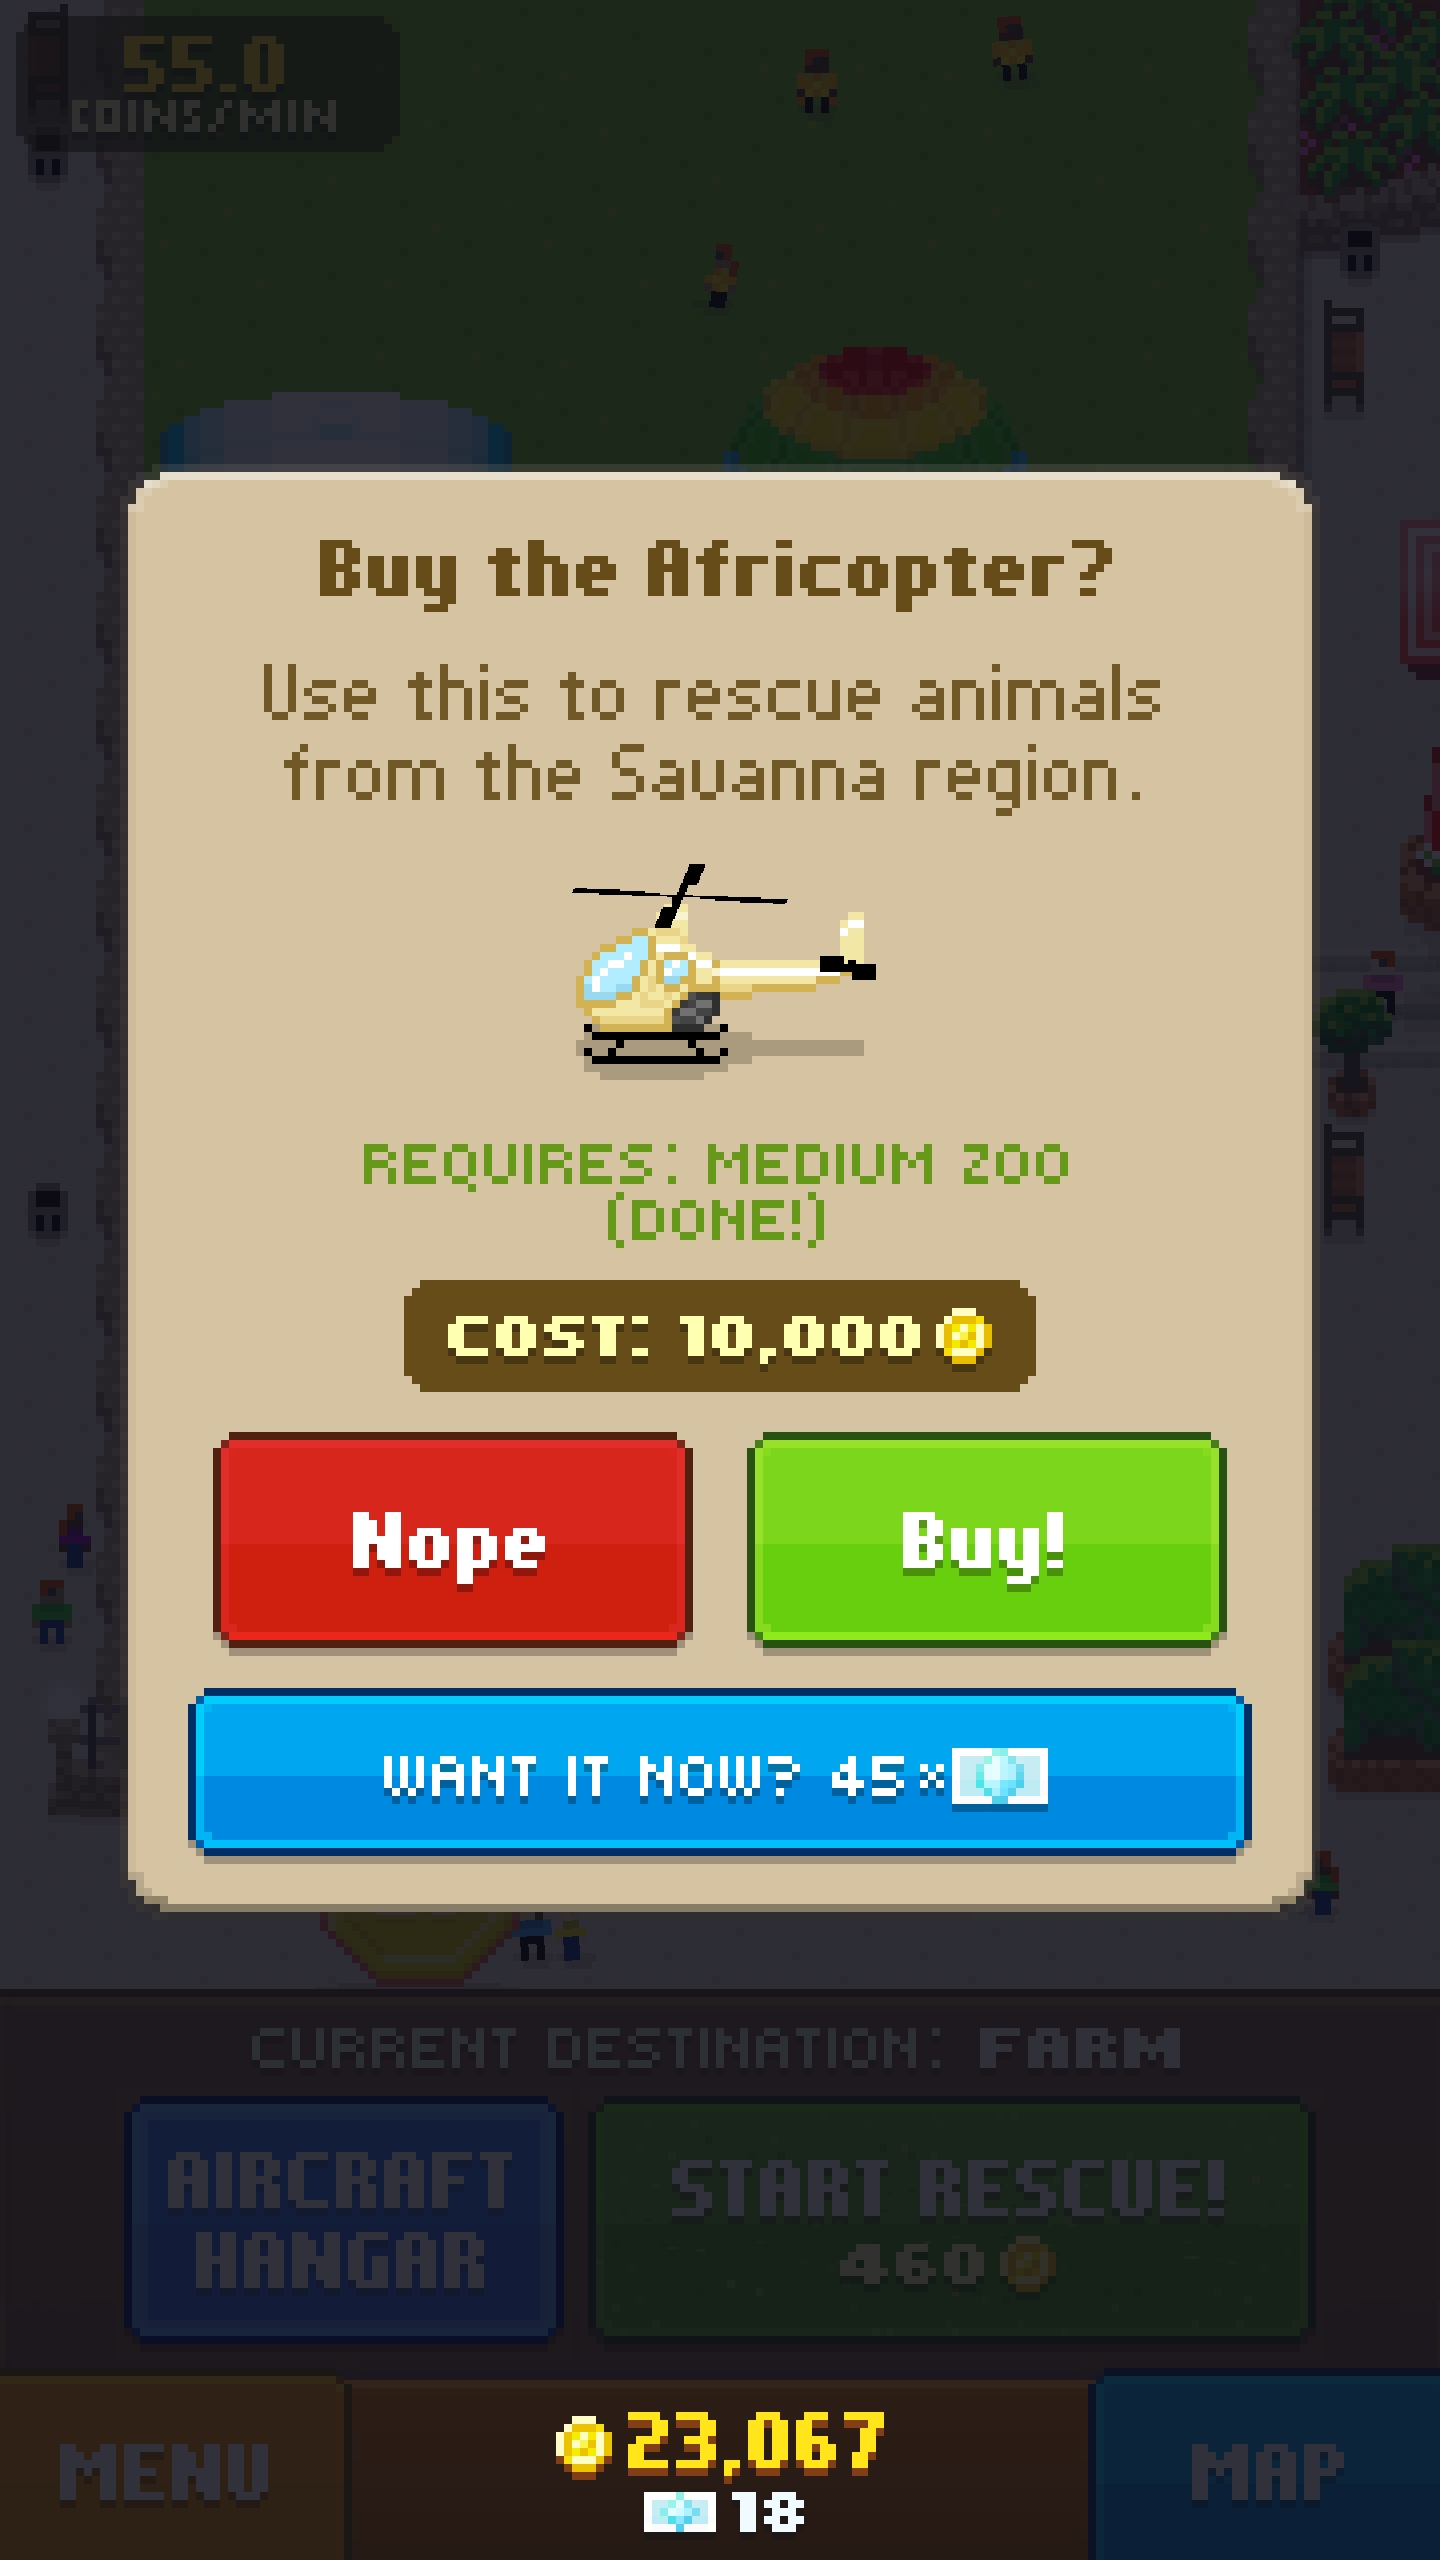 55.0
COINS/MIN
Buy the Africopter?
Use this to rescue animals
from the Savanna region.
REQUIRES: MEDIUM ZOO
(DONE!)
COST: 10,000
Nope
Buy!
WANT IT NOW? 45x
CURRENT DESTINATION: FARM
AIRCRAFT
HANGAR
START RESCUE!
460
MENU
23,067
18
MAP